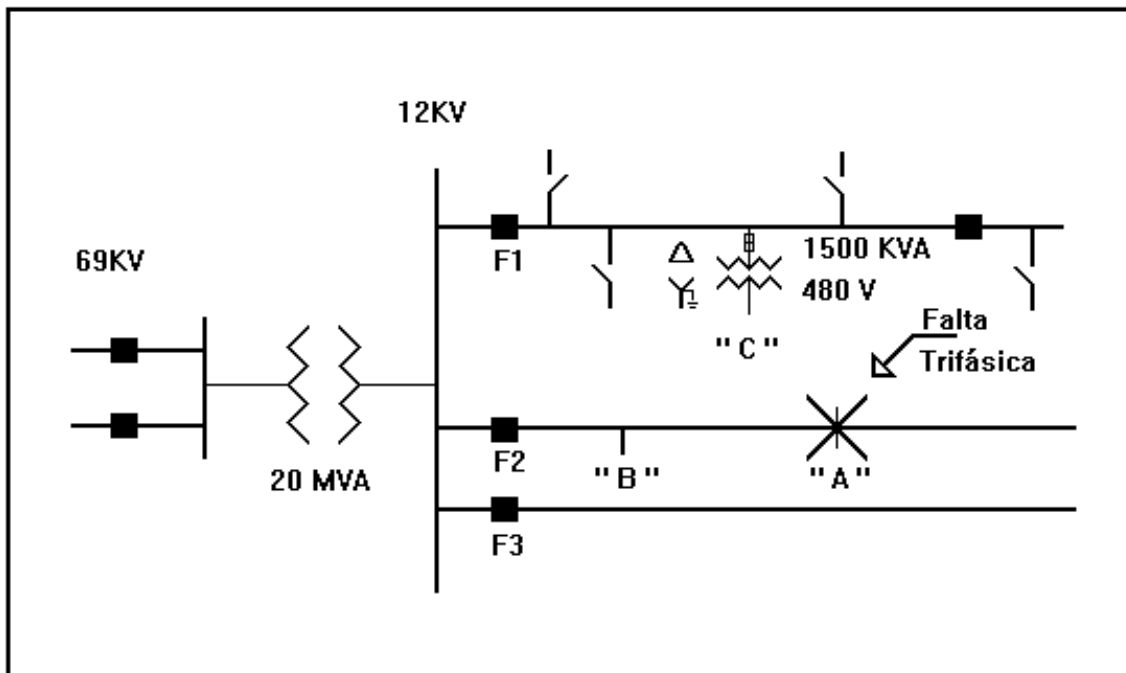 12KV
69KV
F1
1500 KVA
480 V
" C "
Falta
Trifásica
20 MVA
F2
" B "
" A "
F3